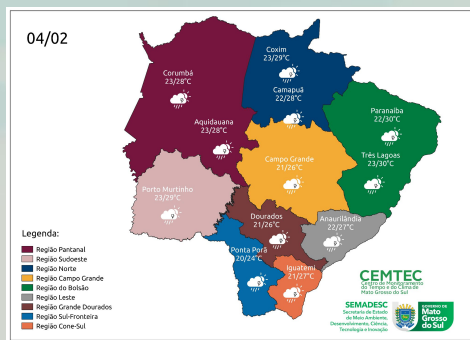 04/02
Coxim
23/29°C
Camapuã
22/28°C
Corumbá
23/28°C
Aquidauana
23/28°C
Paranaíba
22/30°C
Três Lagoas
23/30°C
Campo Grande
21/26°C
Porto Murtinho
23/29°C
Dourados
21/26°C
Anaurilândia
22/27°C
Ponta Porã
20/24°C
Iguatemi
21/27°C
Legenda:
Região Pantanal
Região Sudoeste
Região Norte
Região Campo Grande
Região do Bolsão
Região Leste
Região Grande Dourados
Região Sul-Fronteira
Região Cone-Sul
CEMTEC
Centro de Monitoramento
do Tempo e do Clima de
Mato Grosso do Sul
SEMADESC
Secretaria de Estado
de Meio Ambiente,
Desenvolvimento, Ciência,
Tecnologia e Inovação
GOVERNO DE
Mato
Grosso
do Sul